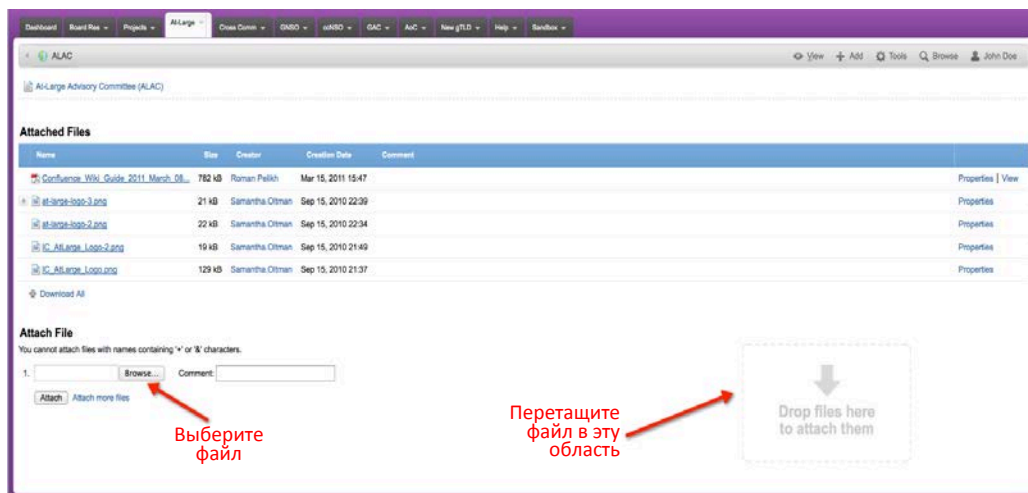 Dashboard Board Res Projects At-Large Cross Comm GNSO ccNSO GAC AoC New gTLD Help Sandbox
ALAC View Add Tools Browse John Doe
At-Large Advisory Committee (ALAC)
Attached Files
Name Size Creator Creation Date Comment
Confluence_Wiki_Guide_2011_March_08... 782 kB Roman Pelikh Mar 15, 2011 15:47 Properties | View
at-large-logo-3.png 21 kB Samantha.Oltman Sep 15, 2010 22:39 Properties
at-large-logo-2.png 22 kB Samantha.Oltman Sep 15, 2010 22:34 Properties
IC_AtLarge_Logo-2.png 19 kB Samantha.Oltman Sep 15, 2010 21:49 Properties
IC_AtLarge_Logo.png 129 kB Samantha.Oltman Sep 15, 2010 21:37 Properties
Download All
Attach File
You cannot attach files with names containing '+' or '&' characters.
1. Browse... Comment:
Attach Attach more files
Выберите
файл
Перетащите
файл в эту
область
Drop files here
to attach them